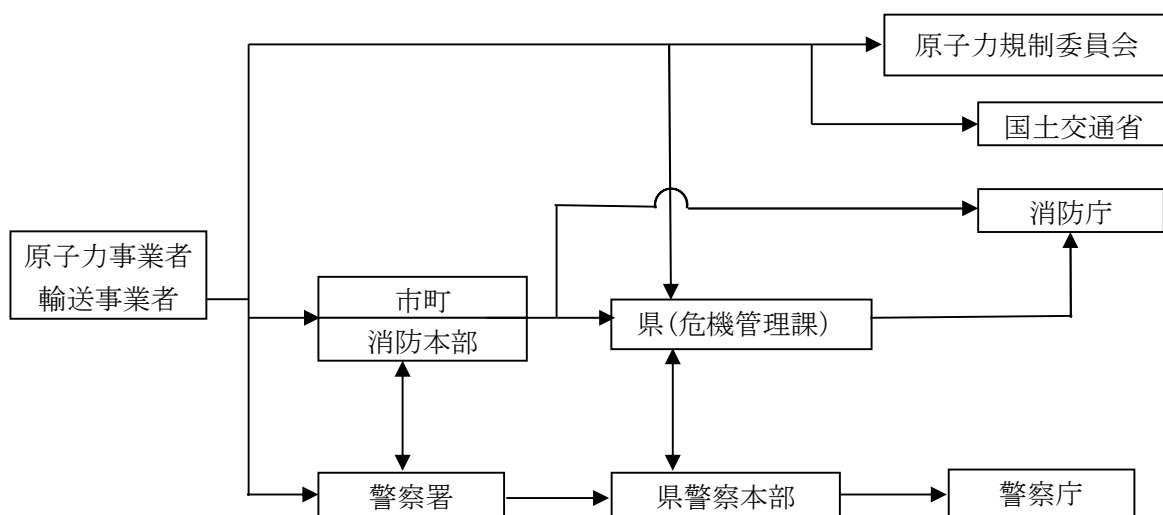 原子力規制委員会
国土交通省
消防庁
原子力事業者
輸送事業者
市町
消防本部
県(危機管理課)
警察署
県警察本部
警察庁